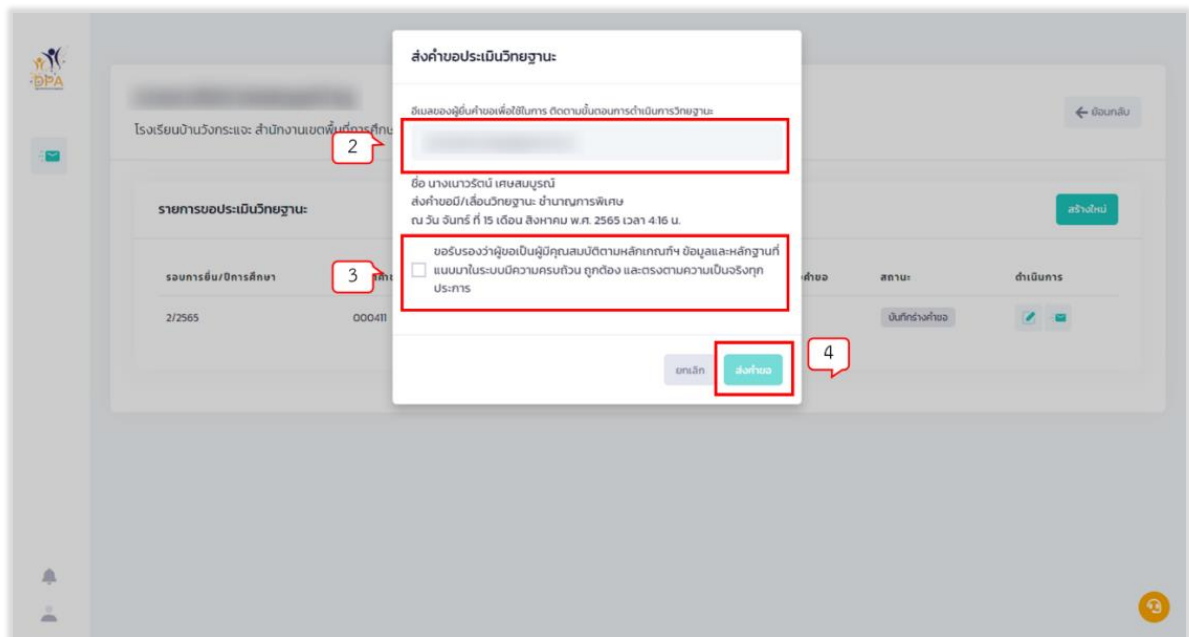 ส่งคำขอประเมินวิทยฐานะ
DPA
อีเมลของผู้ยื่นคำขอเพื่อใช้ในการ ติดตามขั้นตอนการดำเนินการวิทยฐานะ
ย้อนกลับ
โรงเรียนบ้านวังกระแจะ สำนักงานเขตพื้นที่การศึกษ
2
ชื่อ นางเนาวรัตน์ เศษสมบูรณ์
ส่งคำขอมี/เลื่อนวิทยฐานะ ชำนาญการพิเศษ
ณ วัน จันทร์ ที่ 15 เดือน สิงหาคม พ.ศ. 2565 เวลา 4:16 น.
รายการขอประเมินวิทยฐานะ
สร้างใหม่
ขอรับรองว่าผู้ขอเป็นผู้มีคุณสมบัติตามหลักเกณฑ์ฯ ข้อมูลและหลักฐานที่
แนบมาในระบบมีความครบถ้วน ถูกต้อง และตรงตามความเป็นจริงทุก
ประการ
3
รอบการยื่น/ปีการศึกษา
คำขอ
สถานะ
ดำเนินการ
2/2565
000411
บันทึกร่างคำขอ
ยกเลิก
ส่งคำขอ
4